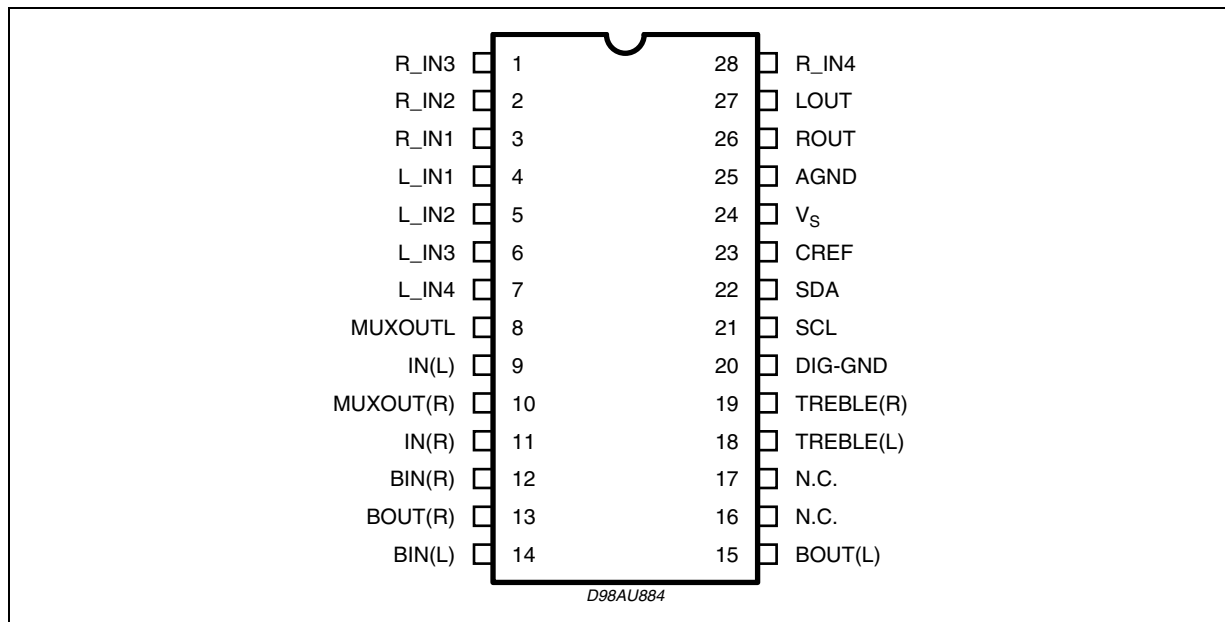 R_IN3 1 28 R_IN4
R_IN2 2 27 LOUT
R_IN1 3 26 ROUT
L_IN1 4 25 AGND
L_IN2 5 24 VS
L_IN3 6 23 CREF
L_IN4 7 22 SDA
MUXOUTL 8 21 SCL
IN(L) 9 20 DIG-GND
MUXOUT(R) 10 19 TREBLE(R)
IN(R) 11 18 TREBLE(L)
BIN(R) 12 17 N.C.
BOUT(R) 13 16 N.C.
BIN(L) 14 15 BOUT(L)
D98AU884